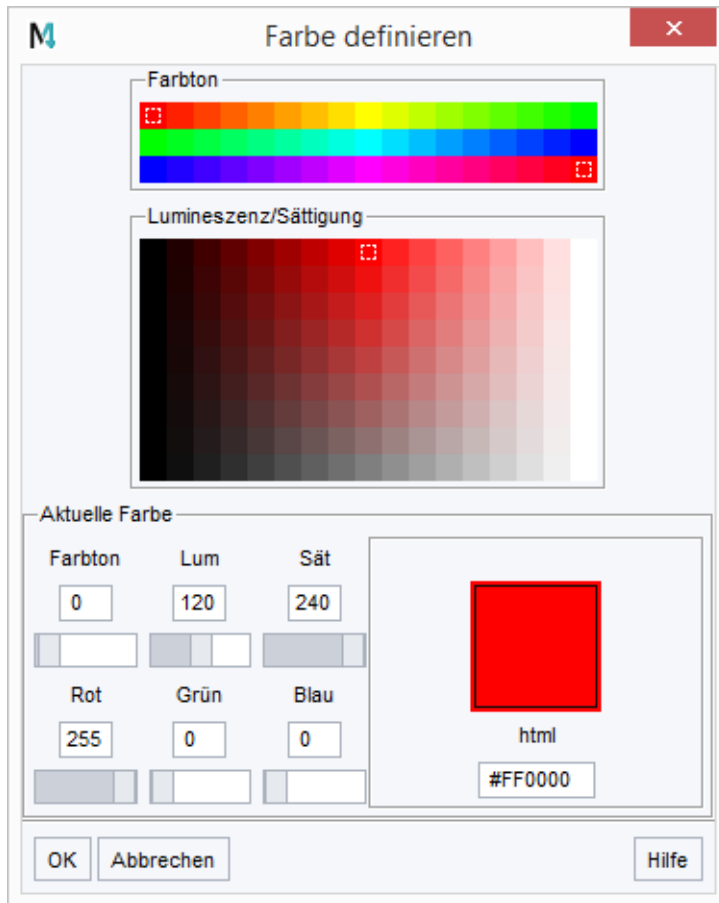 Farbe definieren
Farbton
Lumineszenz/Sättigung
Aktuelle Farbe
Farbton Lum Sät
0 120 240
Rot Grün Blau
255 0 0
html
#FF0000
OK Abbrechen Hilfe